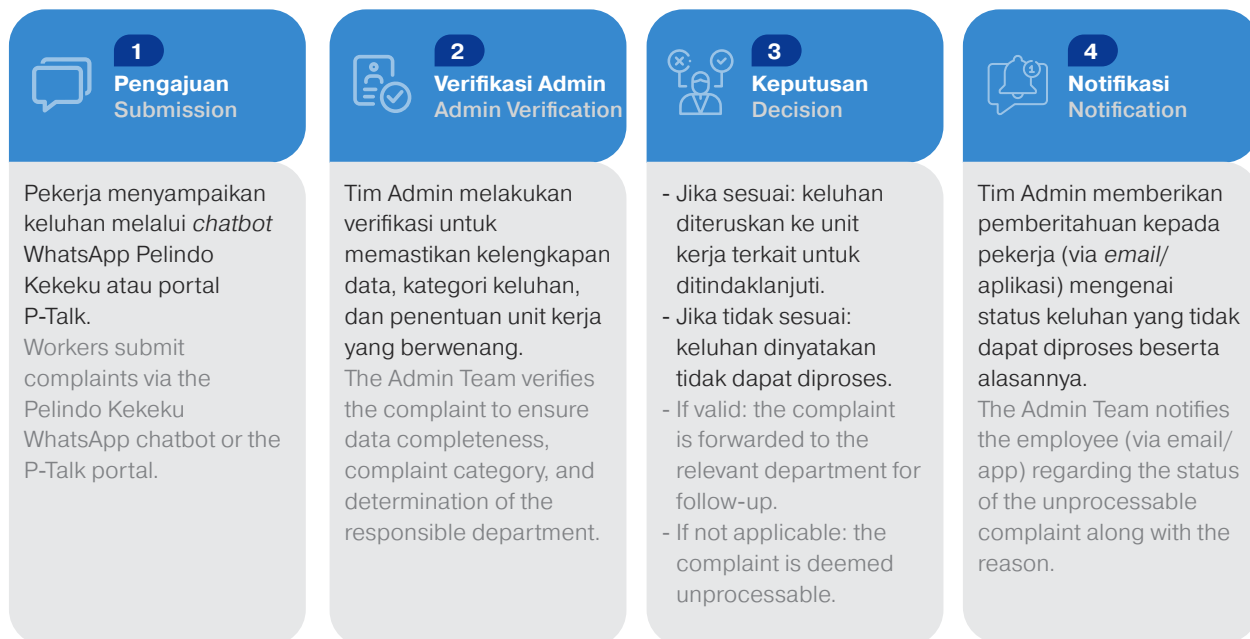 1
Pengajuan
Submission
Pekerja menyampaikan
keluhan melalui chatbot
WhatsApp Pelindo
Kekeku atau portal
P-Talk.
Workers submit
complaints via the
Pelindo Kekeku
WhatsApp chatbot or the
P-Talk portal.
2
Verifikasi Admin
Admin Verification
Tim Admin melakukan
verifikasi untuk
memastikan kelengkapan
data, kategori keluhan,
dan penentuan unit kerja
yang berwenang.
The Admin Team verifies
the complaint to ensure
data completeness,
complaint category, and
determination of the
responsible department.
3
Keputusan
Decision
- Jika sesuai: keluhan
diteruskan ke unit
kerja terkait untuk
ditindaklanjuti.
- Jika tidak sesuai:
keluhan dinyatakan
tidak dapat diproses.
- If valid: the complaint
is forwarded to the
relevant department for
follow-up.
- If not applicable: the
complaint is deemed
unprocessable.
1
4
Notifikasi
Notification
Tim Admin memberikan
pemberitahuan kepada
pekerja (via email/
aplikasi) mengenai
status keluhan yang tidak
dapat diproses beserta
alasannya.
The Admin Team notifies
the employee (via email/
app) regarding the status
of the unprocessable
complaint along with the
reason.